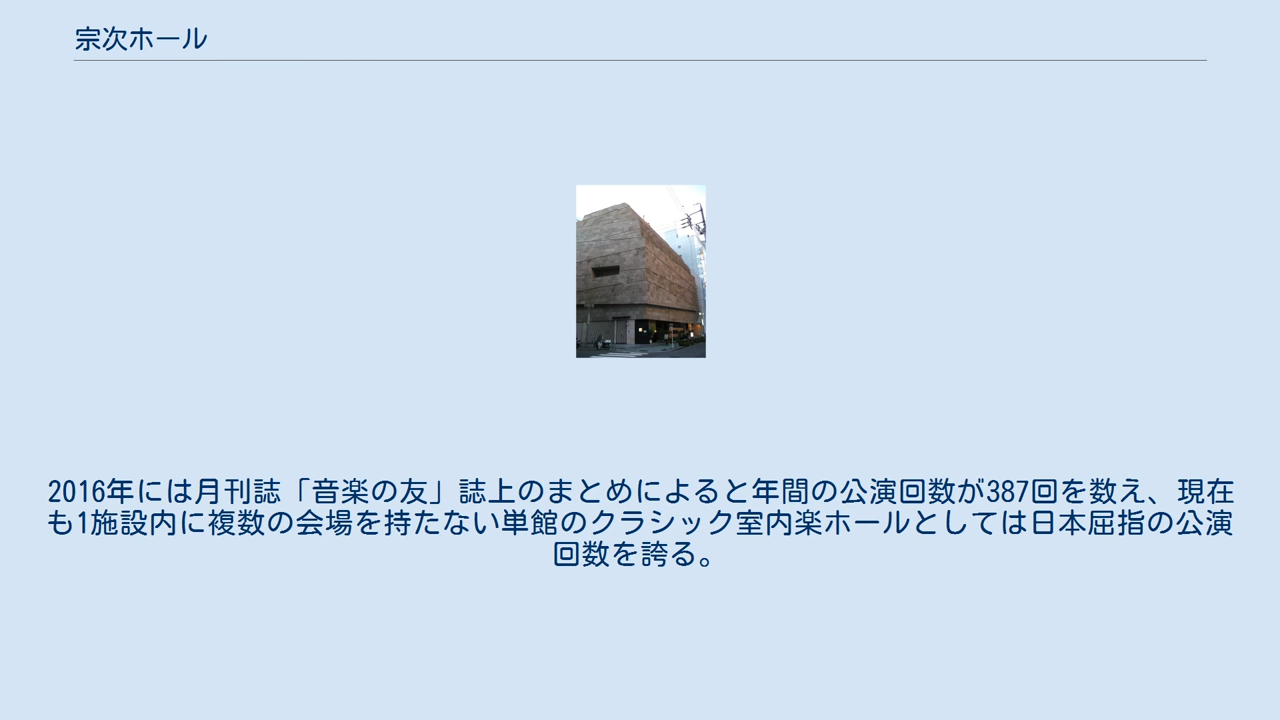 宗次ホール
2016年には月刊誌「音楽の友」誌上のまとめによると年間の公演回数が387回を数え、現在
も1施設内に複数の会場を持たない単館のクラシック室内楽ホールとしては日本屈指の公演
回数を誇る。